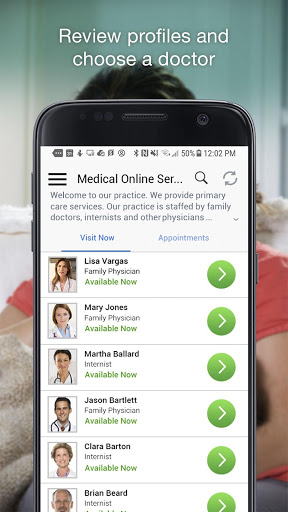 Review profiles and
choose a doctor
50% 12:02 PM
Medical Online Ser...
Welcome to our practice. We provide primary
care services. Our practice is staffed by family
doctors, internists and other physicians ...
Visit Now
Appointments
Lisa Vargas
Family Physician
Available Now
Mary Jones
Family Physician
Available Now
Martha Ballard
Internist
Available Now
Jason Bartlett
Family Physician
Available Now
Clara Barton
Internist
Available Now
Brian Beard
Internist